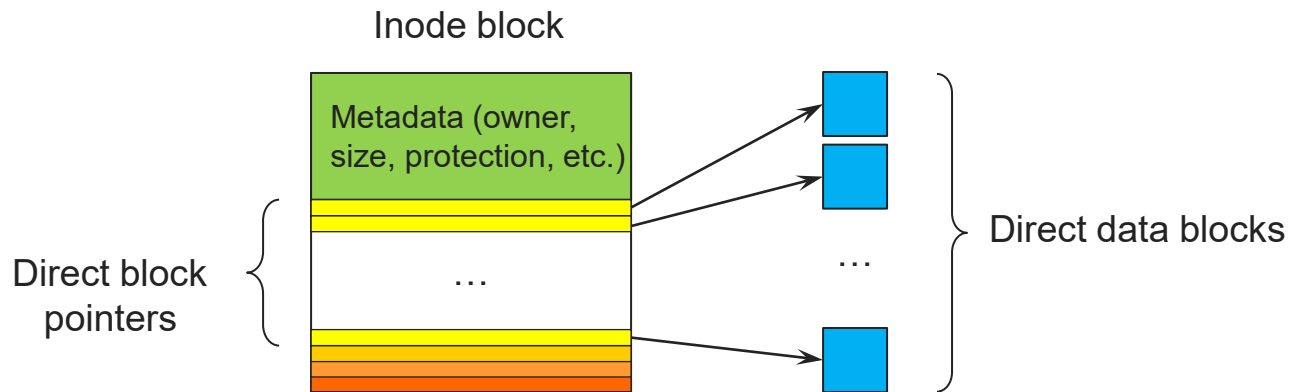 Inode block
Metadata (owner,
size, protection, etc.)
Direct block
pointers
…
…
Direct data blocks